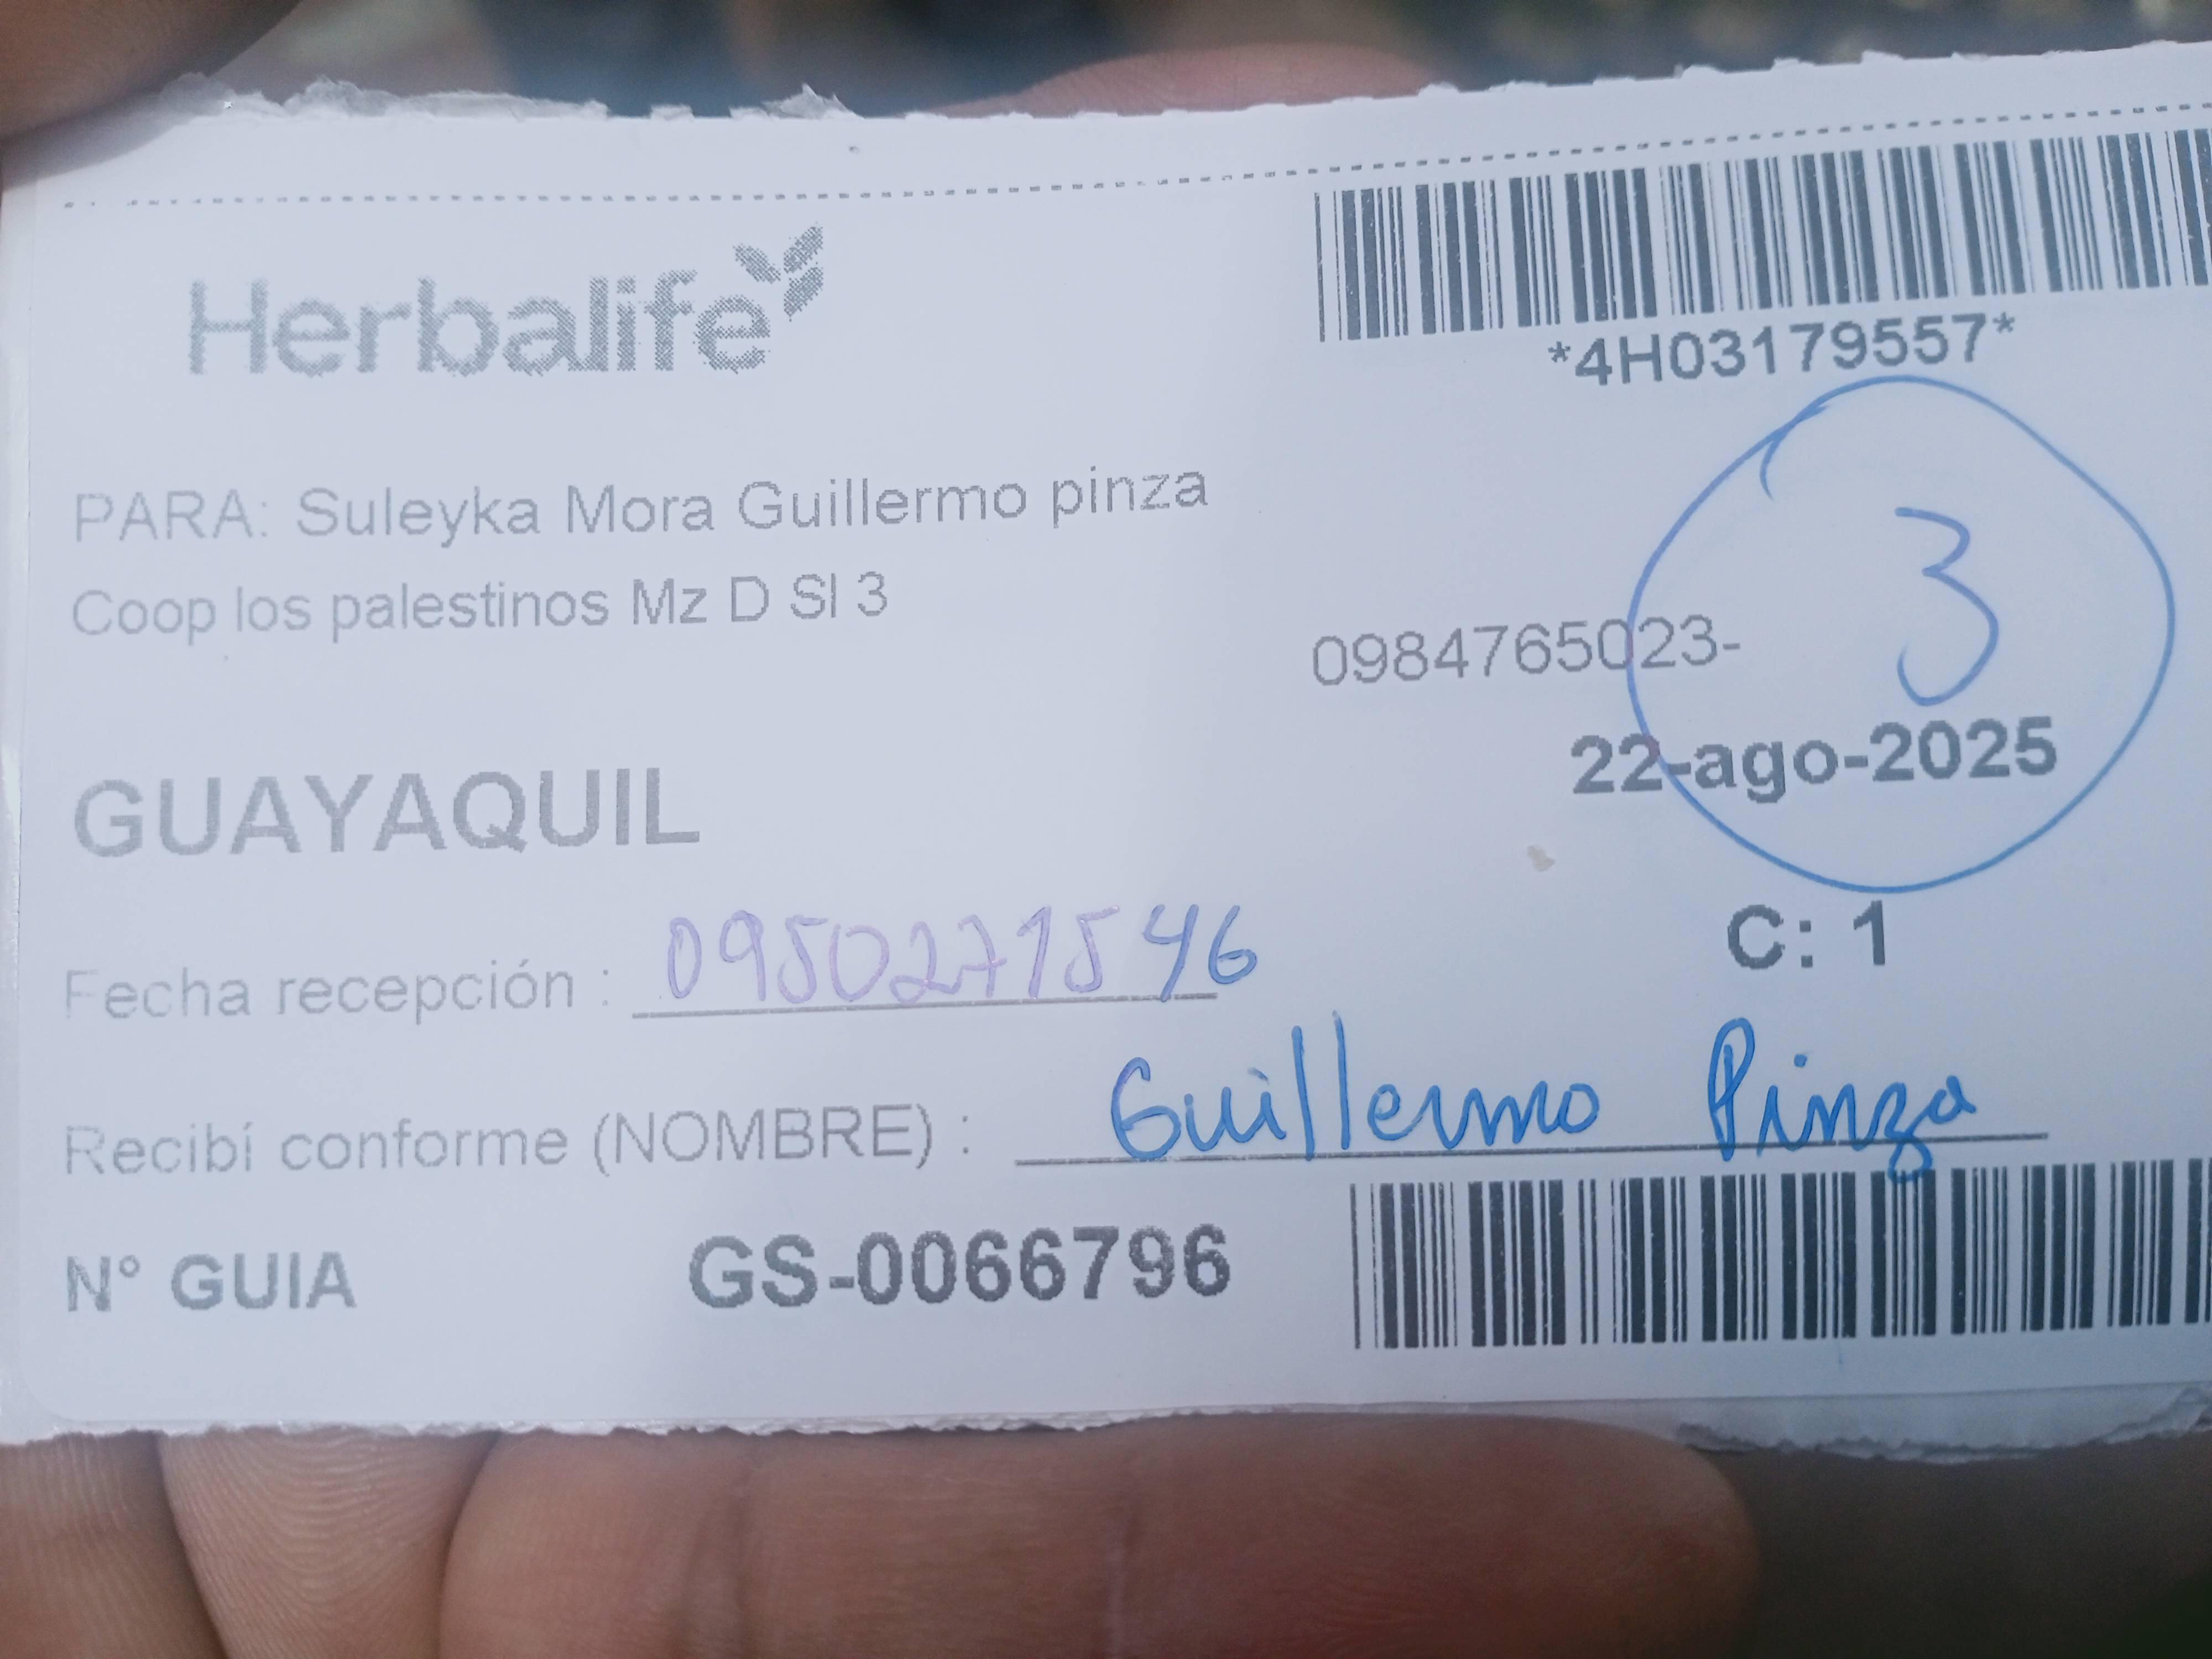 Herbalife
*4H03179557*
PARA: Suleyka Mora Guillermo pinza
Coop los palestinos Mz D Sl 3
3
0984765023-
22-ago-2025
GUAYAQUIL
C: 1
Fecha recepción : 0950271546
Recibí conforme (NOMBRE) : Guillermo Pinza
N° GUIA GS-0066796